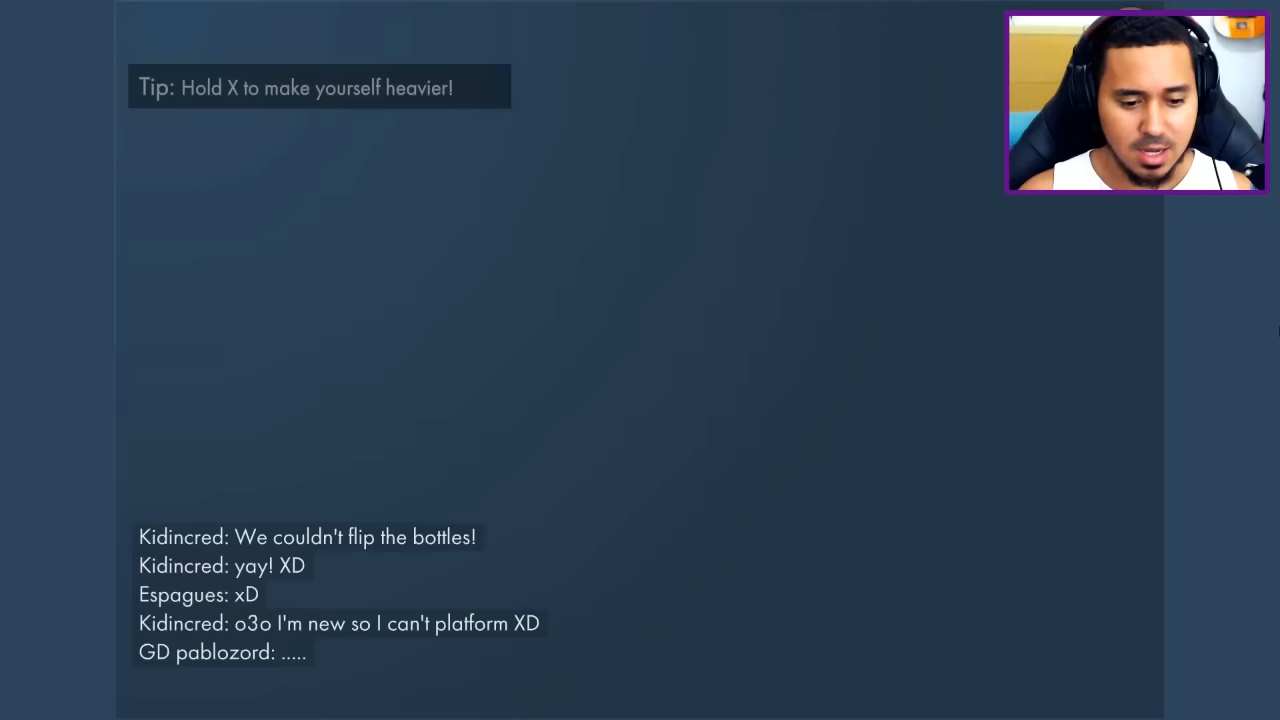 Tip: Hold X to make yourself heavier!
Kidincred: We couldn't flip the bottles!
Kidincred: yay! XD
Espagues: xD
Kidincred: o3o I'm new so I can't platform XD
GD pablozord: .....